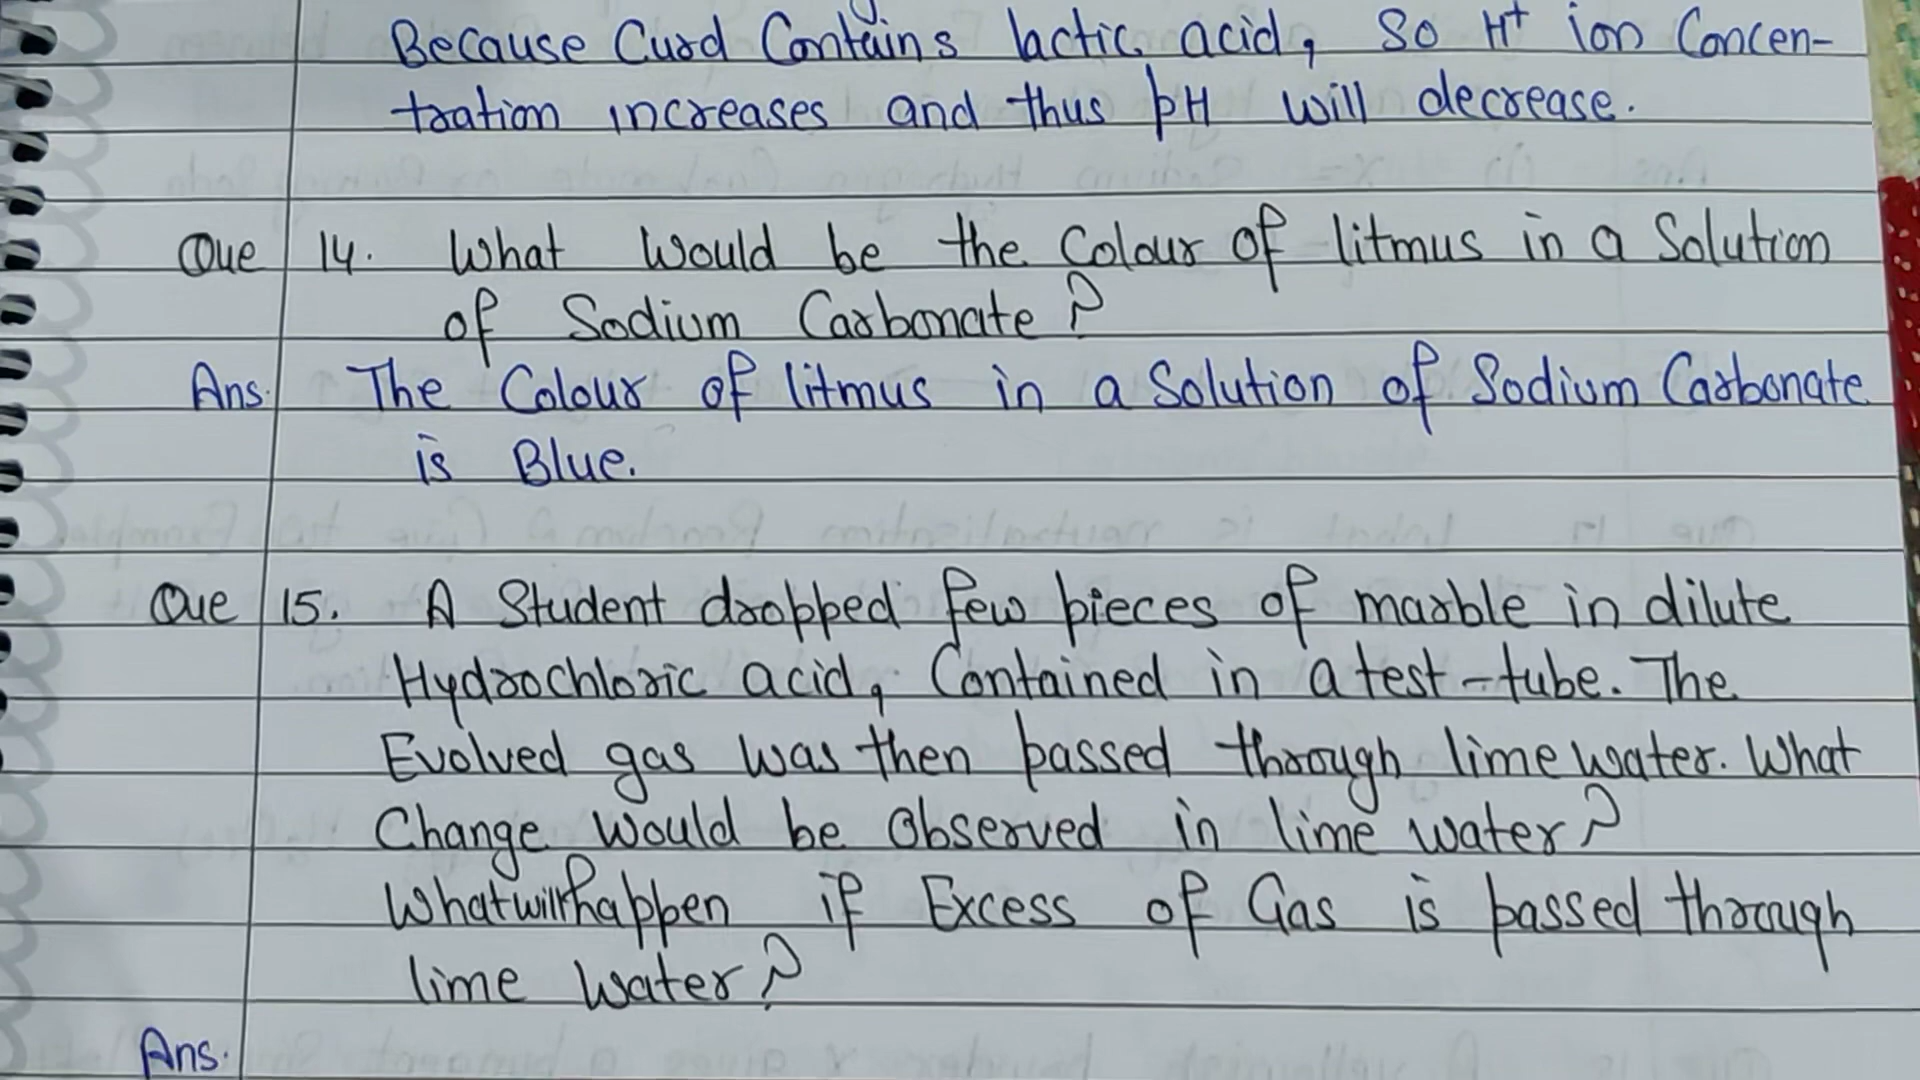 Because Curd Contains lactic acid, So H+ ion Concen-
tration increases and thus pH will decrease.
Que 14. What Would be the Colour of litmus in a Solution
of Sodium Carbonate?
Ans. The Colour of litmus in a Solution of Sodium Carbonate
is Blue.
Que 15. A Student dropped few pieces of marble in dilute
Hydrochloric acid, Contained in a test-tube. The
Evolved gas was then passed through lime water. What
Change would be Observed in lime water?
What will happen if Excess of Gas is passed through
lime water?
Ans.